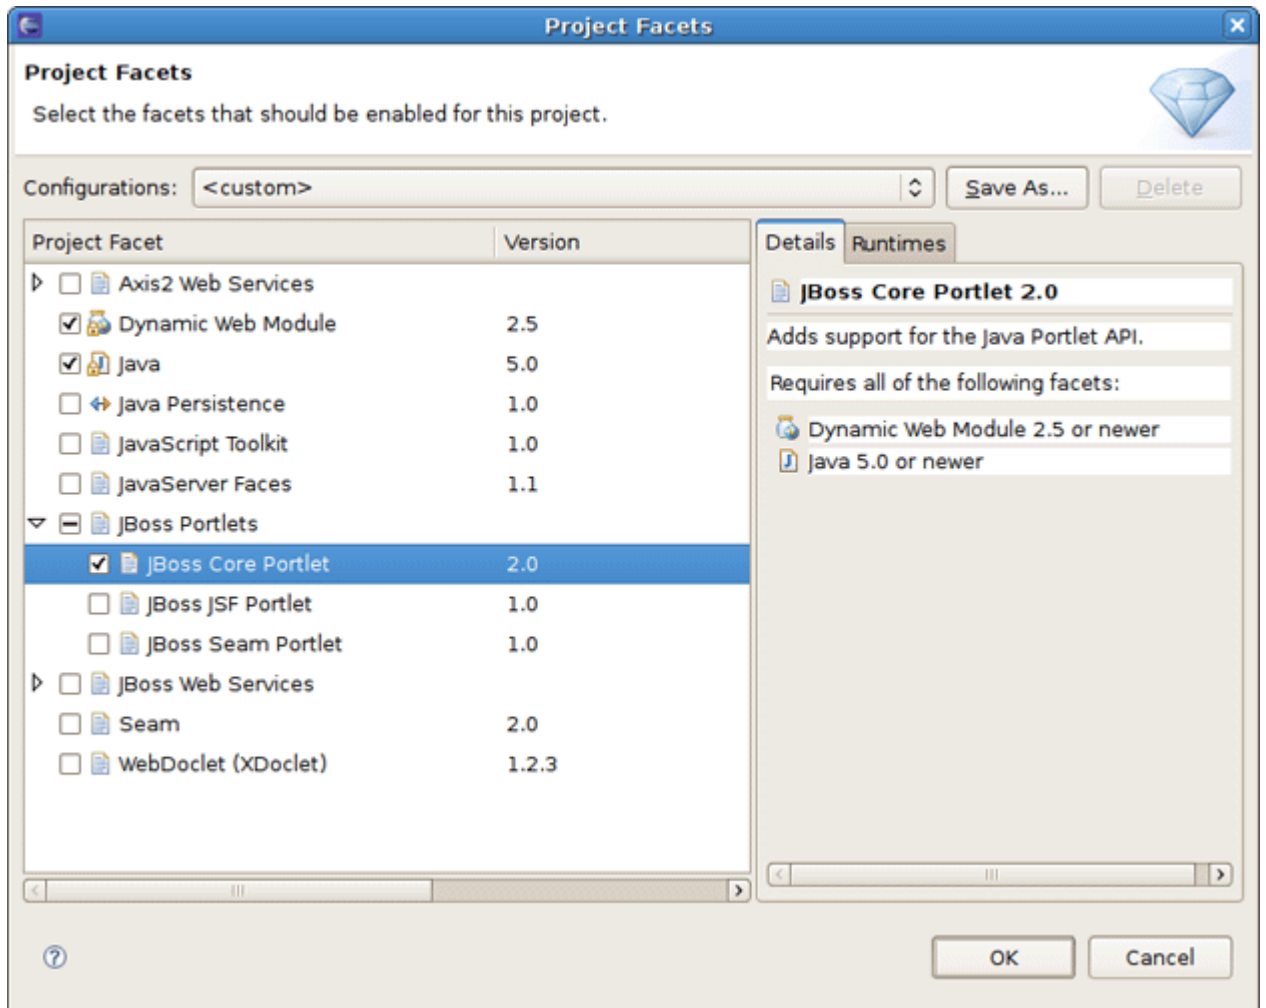 Project Facets
Project Facets
Select the facets that should be enabled for this project.
Configurations: <custom> Save As... Delete
Project Facet Version
Axis2 Web Services
Dynamic Web Module 2.5
Java 5.0
Java Persistence 1.0
JavaScript Toolkit 1.0
JavaServer Faces 1.1
JBoss Portlets
JBoss Core Portlet 2.0
JBoss JSF Portlet 1.0
JBoss Seam Portlet 1.0
JBoss Web Services
Seam 2.0
WebDoclet (XDoclet) 1.2.3
Details Runtimes
JBoss Core Portlet 2.0
Adds support for the Java Portlet API.
Requires all of the following facets:
Dynamic Web Module 2.5 or newer
Java 5.0 or newer
OK Cancel